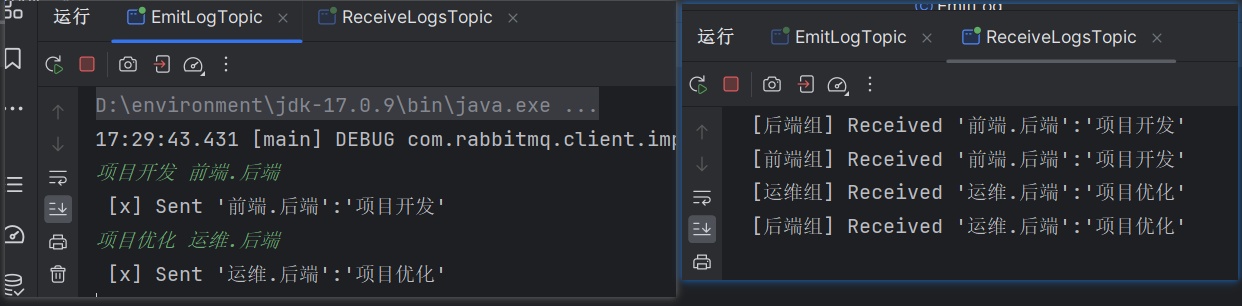 运行
EmitLogTopic
ReceiveLogsTopic
D:\environment\jdk-17.0.9\bin\java.exe ...
17:29:43.431 [main] DEBUG com.rabbitmq.client.imp
项目开发 前端.后端
[x] Sent '前端.后端':'项目开发'
项目优化 运维.后端
[x] Sent '运维.后端':'项目优化'
运行
EmitLogTopic
ReceiveLogsTopic
[后端组] Received '前端.后端':'项目开发'
[前端组] Received '前端.后端':'项目开发'
[运维组] Received '运维.后端':'项目优化'
[后端组] Received '运维.后端':'项目优化'